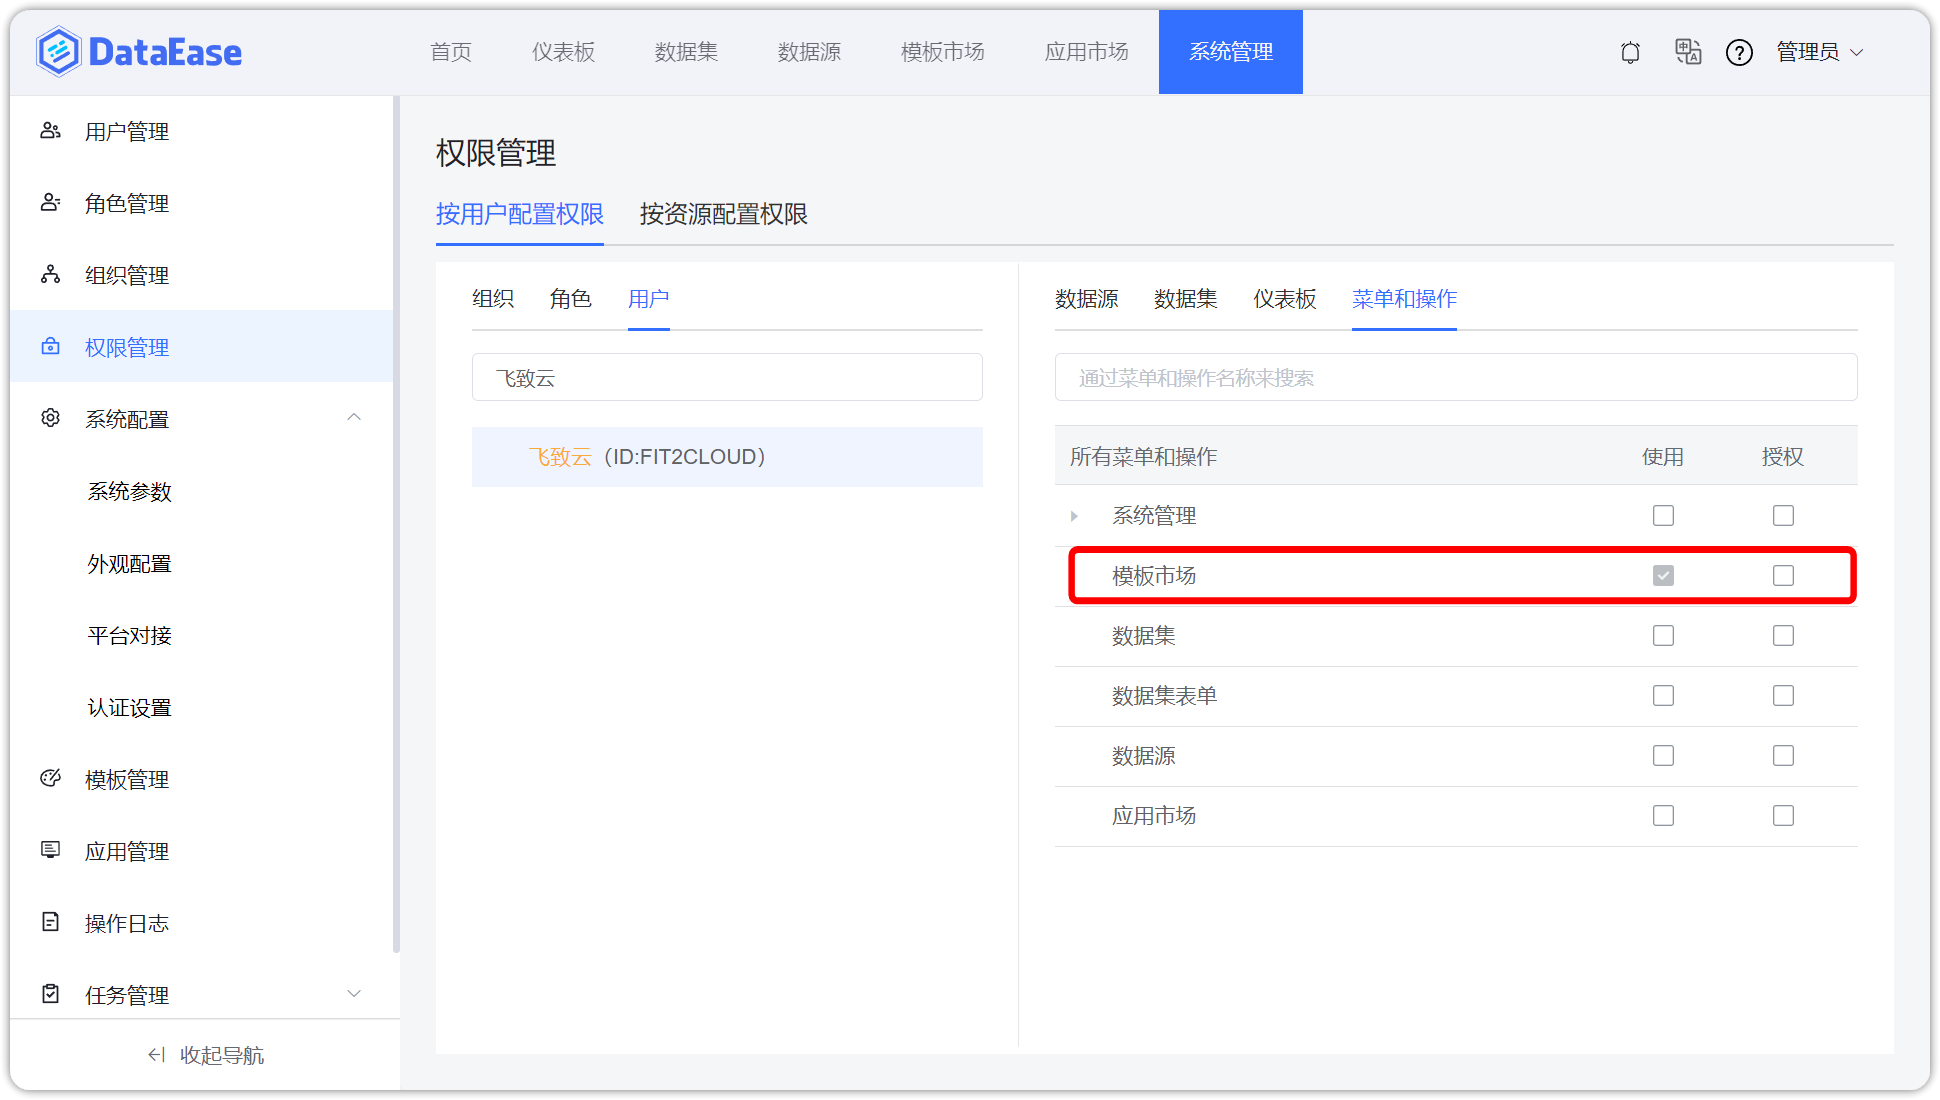 DataEase
首页 仪表板 数据集 数据源 模板市场 应用市场 系统管理 管理员
用户管理
角色管理
组织管理
权限管理
系统配置
系统参数
外观配置
平台对接
认证设置
模板管理
应用管理
操作日志
任务管理
收起导航
权限管理
按用户配置权限 按资源配置权限
组织 角色 用户
飞致云
飞致云（ID:FIT2CLOUD）
数据源 数据集 仪表板 菜单和操作
通过菜单和操作名称来搜索
所有菜单和操作 使用 授权
系统管理
模板市场
数据集
数据集表单
数据源
应用市场